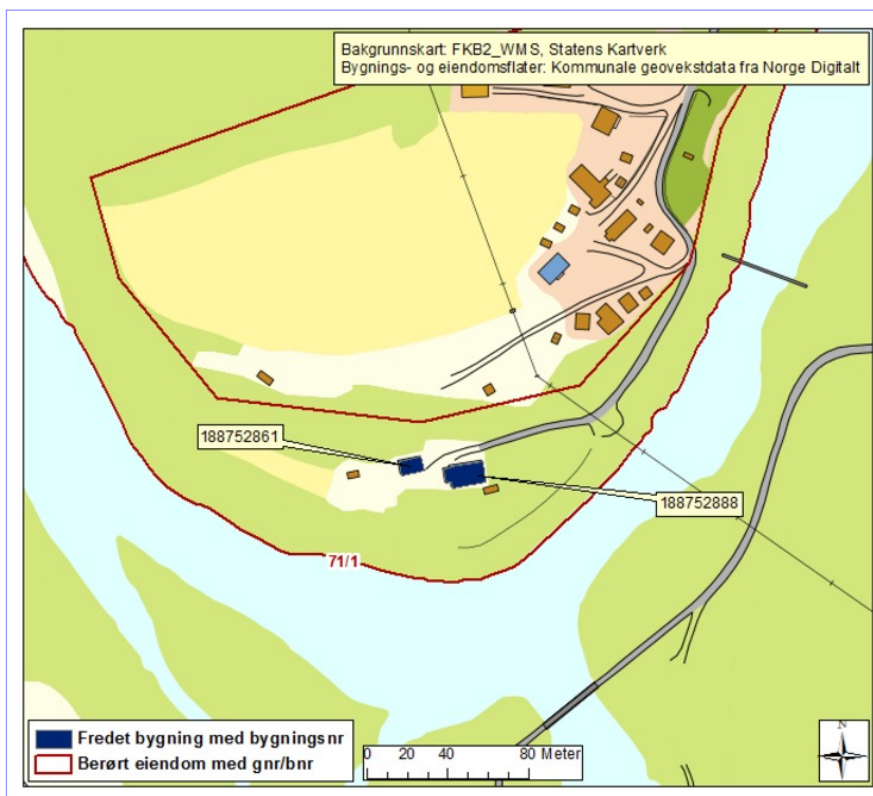 Bakgrunnskart: FKB2_WMS, Statens Kartverk
Bygnings- og eiendomsflater: Kommunale geovekstdata fra Norge Digitalt
188752861
188752888
71/1
Fredet bygning med bygningsnr
Berørt eiendom med gnr/bnr
0 20 40 80 Meter
N